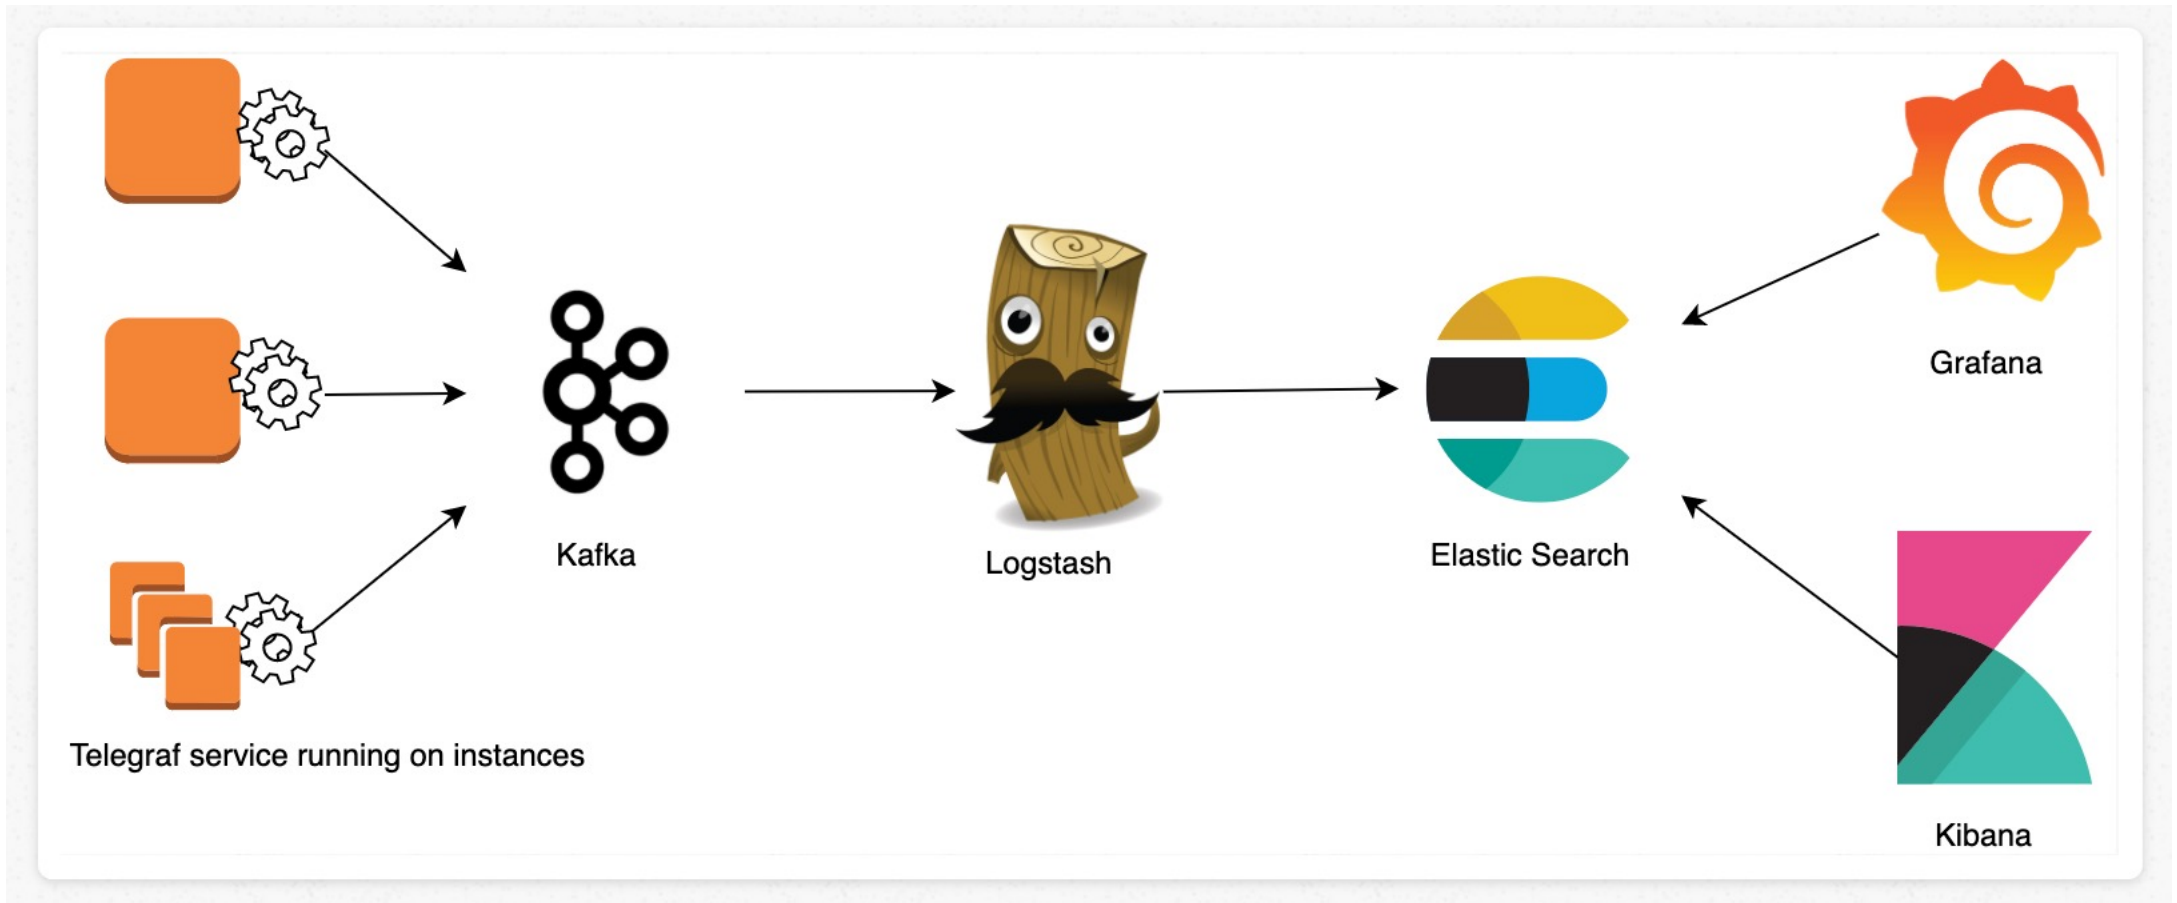 Grafana
Kafka
Logstash
Elastic Search
Telegraf service running on instances
Kibana